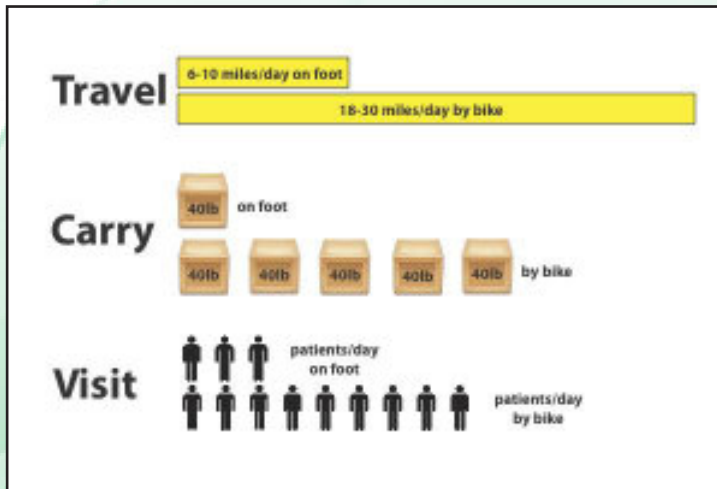 Travel
6-10 miles/day on foot
18-30 miles/day by bike
Carry
40lb on foot
40lb 40lb 40lb 40lb 40lb by bike
Visit
patients/day
on foot
patients/day
by bike